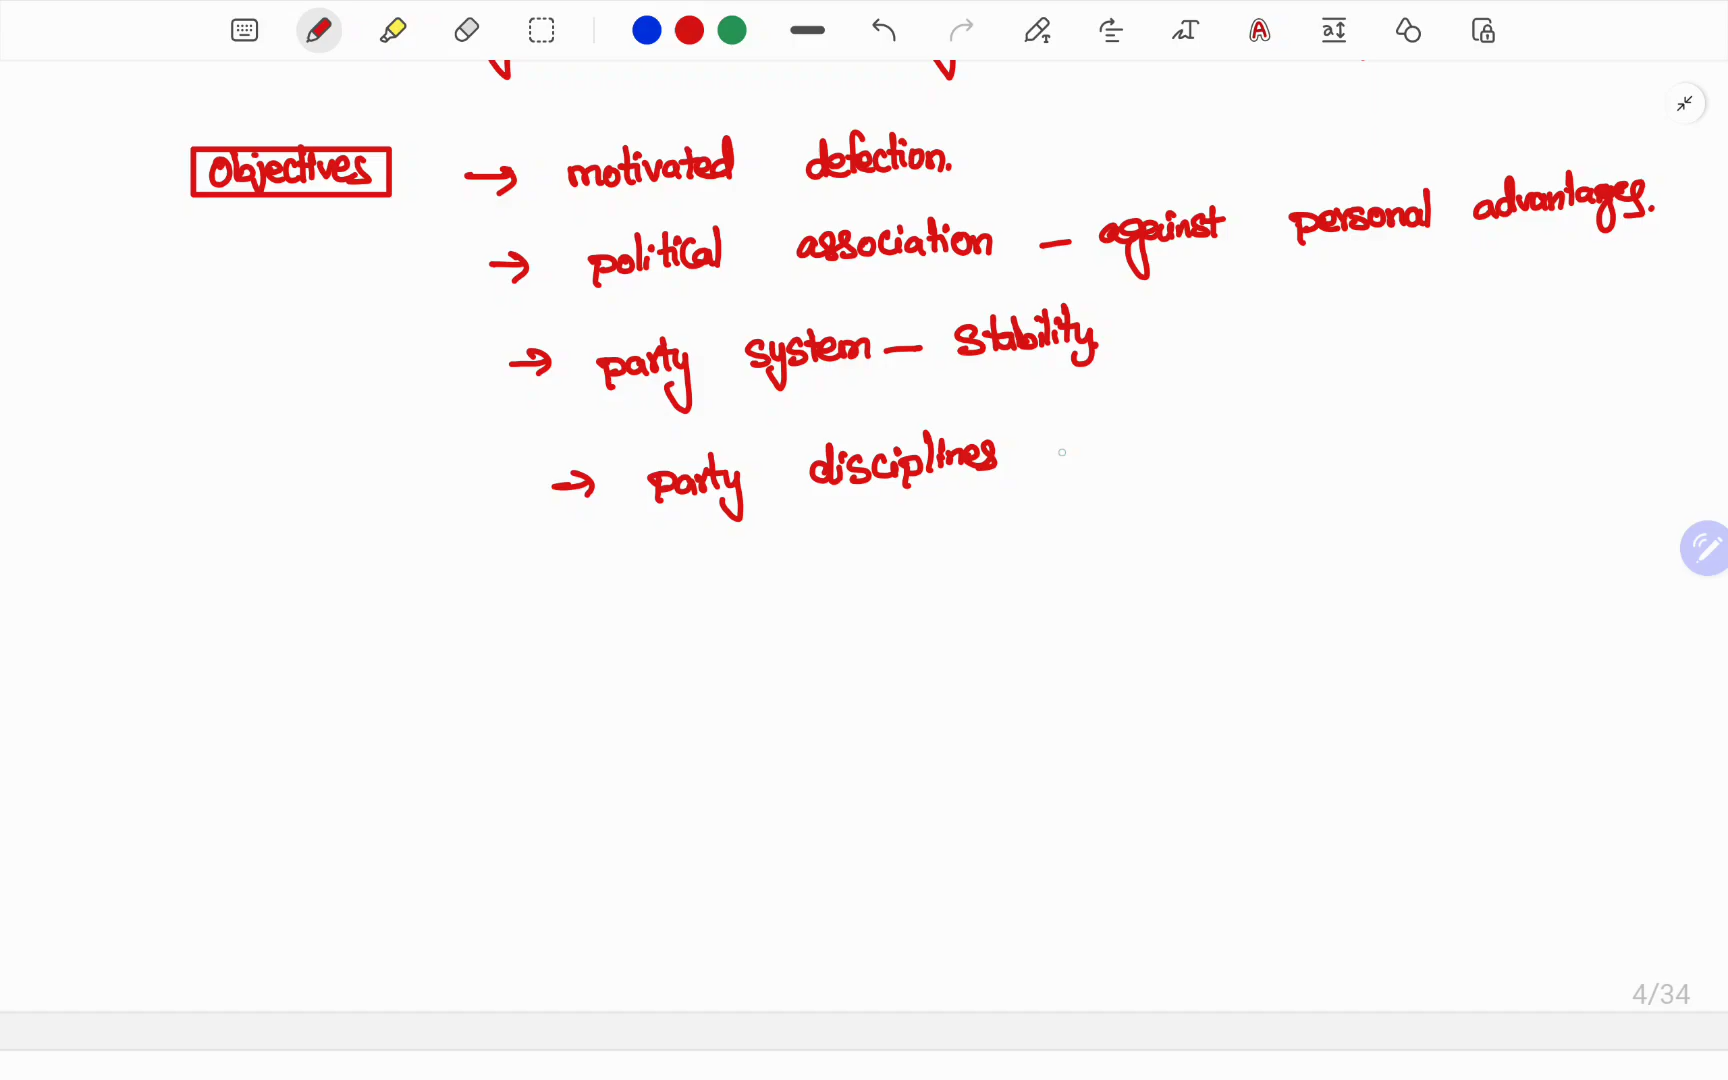 Objectives → motivated defection.
→ political association - against personal advantages.
→ party system - Stability.
→ party disciplines
4/34